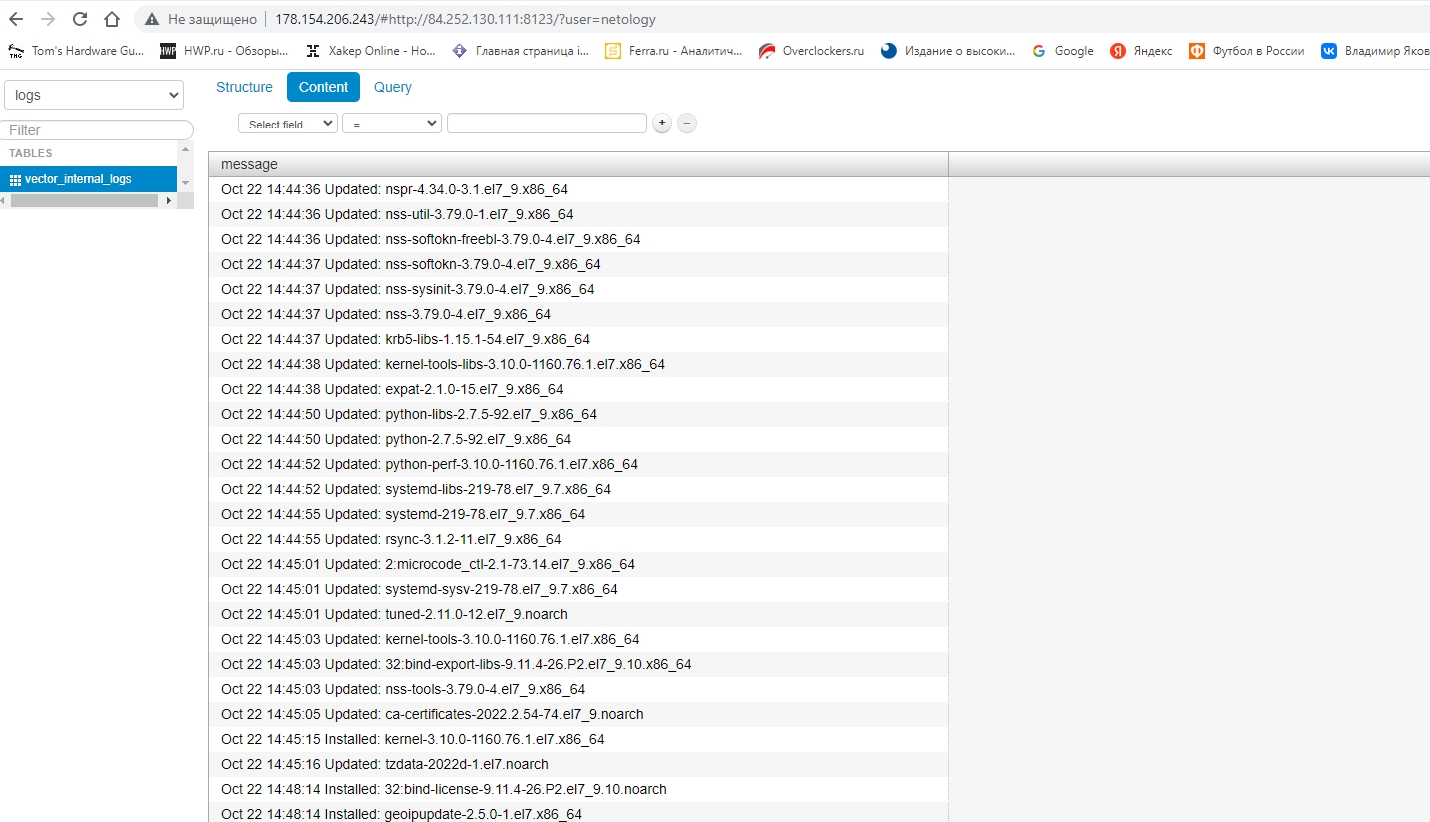 Не защищено 178.154.206.243/#http://84.252.130.111:8123/?user=netology
THG Tom's Hardware Gu... HWP HWP.ru - Обзоры... Хакер Online - Но... Главная страница i... Ferra.ru - Аналитич... Overclockers.ru Издание о высоки... G Google Я Яндекс Футбол в России Владимир Яков
logs Structure Content Query
Select field = + −
Filter
TABLES
vector_internal_logs
message
Oct 22 14:44:36 Updated: nspr-4.34.0-3.1.el7_9.x86_64
Oct 22 14:44:36 Updated: nss-util-3.79.0-1.el7_9.x86_64
Oct 22 14:44:36 Updated: nss-softokn-freebl-3.79.0-4.el7_9.x86_64
Oct 22 14:44:37 Updated: nss-softokn-3.79.0-4.el7_9.x86_64
Oct 22 14:44:37 Updated: nss-sysinit-3.79.0-4.el7_9.x86_64
Oct 22 14:44:37 Updated: nss-3.79.0-4.el7_9.x86_64
Oct 22 14:44:37 Updated: krb5-libs-1.15.1-54.el7_9.x86_64
Oct 22 14:44:38 Updated: kernel-tools-libs-3.10.0-1160.76.1.el7.x86_64
Oct 22 14:44:38 Updated: expat-2.1.0-15.el7_9.x86_64
Oct 22 14:44:50 Updated: python-libs-2.7.5-92.el7_9.x86_64
Oct 22 14:44:50 Updated: python-2.7.5-92.el7_9.x86_64
Oct 22 14:44:52 Updated: python-perf-3.10.0-1160.76.1.el7.x86_64
Oct 22 14:44:52 Updated: systemd-libs-219-78.el7_9.7.x86_64
Oct 22 14:44:55 Updated: systemd-219-78.el7_9.7.x86_64
Oct 22 14:44:55 Updated: rsync-3.1.2-11.el7_9.x86_64
Oct 22 14:45:01 Updated: 2:microcode_ctl-2.1-73.14.el7_9.x86_64
Oct 22 14:45:01 Updated: systemd-sysv-219-78.el7_9.7.x86_64
Oct 22 14:45:01 Updated: tuned-2.11.0-12.el7_9.noarch
Oct 22 14:45:03 Updated: kernel-tools-3.10.0-1160.76.1.el7.x86_64
Oct 22 14:45:03 Updated: 32:bind-export-libs-9.11.4-26.P2.el7_9.10.x86_64
Oct 22 14:45:03 Updated: nss-tools-3.79.0-4.el7_9.x86_64
Oct 22 14:45:05 Updated: ca-certificates-2022.2.54-74.el7_9.noarch
Oct 22 14:45:15 Installed: kernel-3.10.0-1160.76.1.el7.x86_64
Oct 22 14:45:16 Updated: tzdata-2022d-1.el7.noarch
Oct 22 14:48:14 Installed: 32:bind-license-9.11.4-26.P2.el7_9.10.noarch
Oct 22 14:48:14 Installed: geoipupdate-2.5.0-1.el7.x86_64